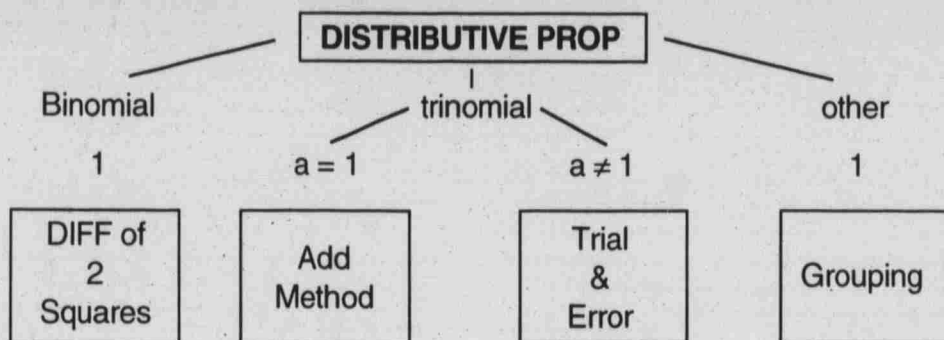 DISTRIBUTIVE PROP
Binomial
trinomial
other
1
a = 1
a ≠ 1
1
DIFF of
2
Squares
Add
Method
Trial
&
Error
Grouping